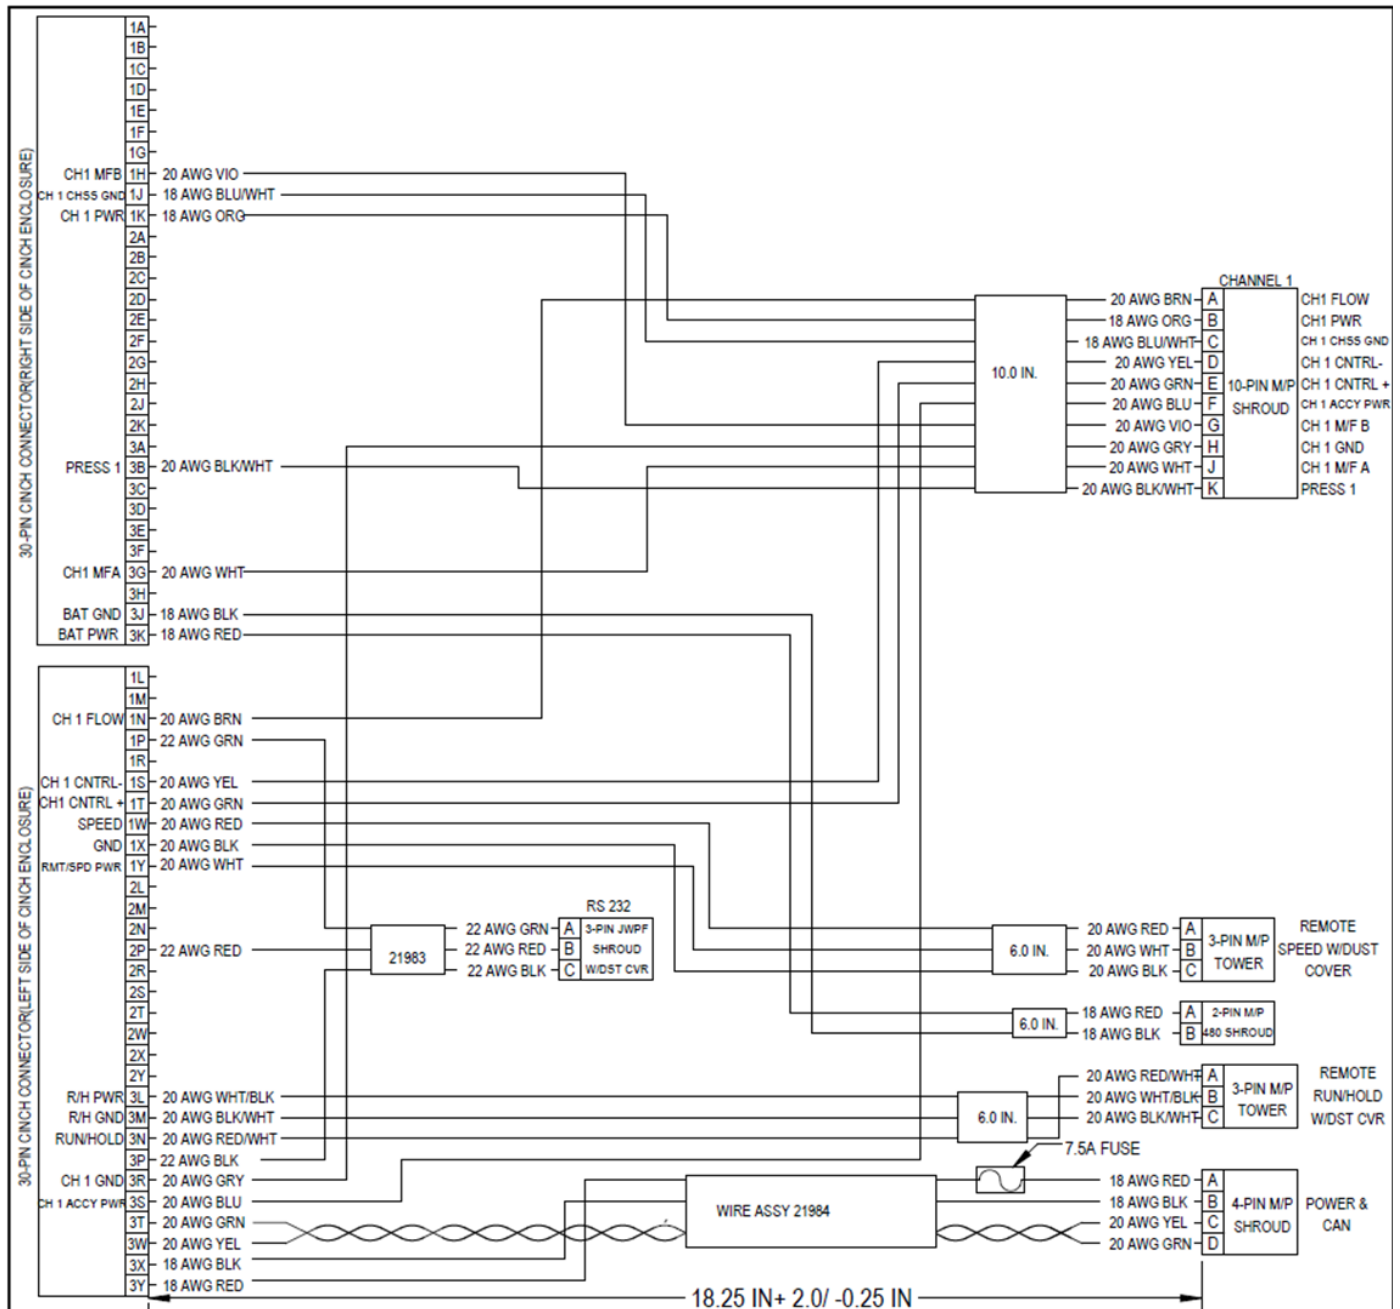 30-PIN CINCH CONNECTOR(RIGHT SIDE OF CINCH ENCLOSURE)
1A
1B
1C
1D
1E
1F
1G
CH1 MFB 1H 20 AWG VIO
CH 1 CHSS GND 1J 18 AWG BLU/WHT
CH 1 PWR 1K 18 AWG ORG
2A
2B
2C
2D
2E
2F
2G
2H
2J
2K
3A
PRESS 1 3B 20 AWG BLK/WHT
3C
3D
3E
3F
CH1 MFA 3G 20 AWG WHT
3H
BAT GND 3J 18 AWG BLK
BAT PWR 3K 18 AWG RED
10.0 IN.
CHANNEL 1
20 AWG BRN A CH1 FLOW
18 AWG ORG B CH1 PWR
18 AWG BLU/WHT C CH 1 CHSS GND
20 AWG YEL D CH 1 CNTRL-
20 AWG GRN E CH 1 CNTRL +
20 AWG BLU F CH 1 ACCY PWR
20 AWG VIO G CH 1 M/F B
20 AWG GRY H CH 1 GND
20 AWG WHT J CH 1 M/F A
20 AWG BLK/WHT K PRESS 1
10-PIN M/P
SHROUD
30-PIN CINCH CONNECTOR(LEFT SIDE OF CINCH ENCLOSURE)
1L
1M
CH 1 FLOW 1N 20 AWG BRN
1P 22 AWG GRN
1R
CH 1 CNTRL- 1S 20 AWG YEL
CH1 CNTRL + 1T 20 AWG GRN
SPEED 1W 20 AWG RED
GND 1X 20 AWG BLK
RMT/SPD PWR 1Y 20 AWG WHT
2L
2M
2N
2P 22 AWG RED
2R
2S
2T
2W
2X
2Y
R/H PWR 3L 20 AWG WHT/BLK
R/H GND 3M 20 AWG BLK/WHT
RUN/HOLD 3N 20 AWG RED/WHT
3P 22 AWG BLK
CH 1 GND 3R 20 AWG GRY
CH 1 ACCY PWR 3S 20 AWG BLU
3T 20 AWG GRN
3W 20 AWG YEL
3X 18 AWG BLK
3Y 18 AWG RED
21983
RS 232
22 AWG GRN A 3-PIN JWPF
22 AWG RED B SHROUD
22 AWG BLK C W/DST CVR
6.0 IN.
20 AWG RED A
20 AWG WHT B
20 AWG BLK C
3-PIN M/P
TOWER
REMOTE
SPEED W/DUST
COVER
6.0 IN.
18 AWG RED A 2-PIN M/P
18 AWG BLK B 480 SHROUD
6.0 IN.
20 AWG RED/WHT A
20 AWG WHT/BLK B
20 AWG BLK/WHT C
3-PIN M/P
TOWER
REMOTE
RUN/HOLD
W/DST CVR
7.5A FUSE
WIRE ASSY 21984
18 AWG RED A
18 AWG BLK B
20 AWG YEL C
20 AWG GRN D
4-PIN M/P
SHROUD
POWER &
CAN
18.25 IN+ 2.0/ -0.25 IN